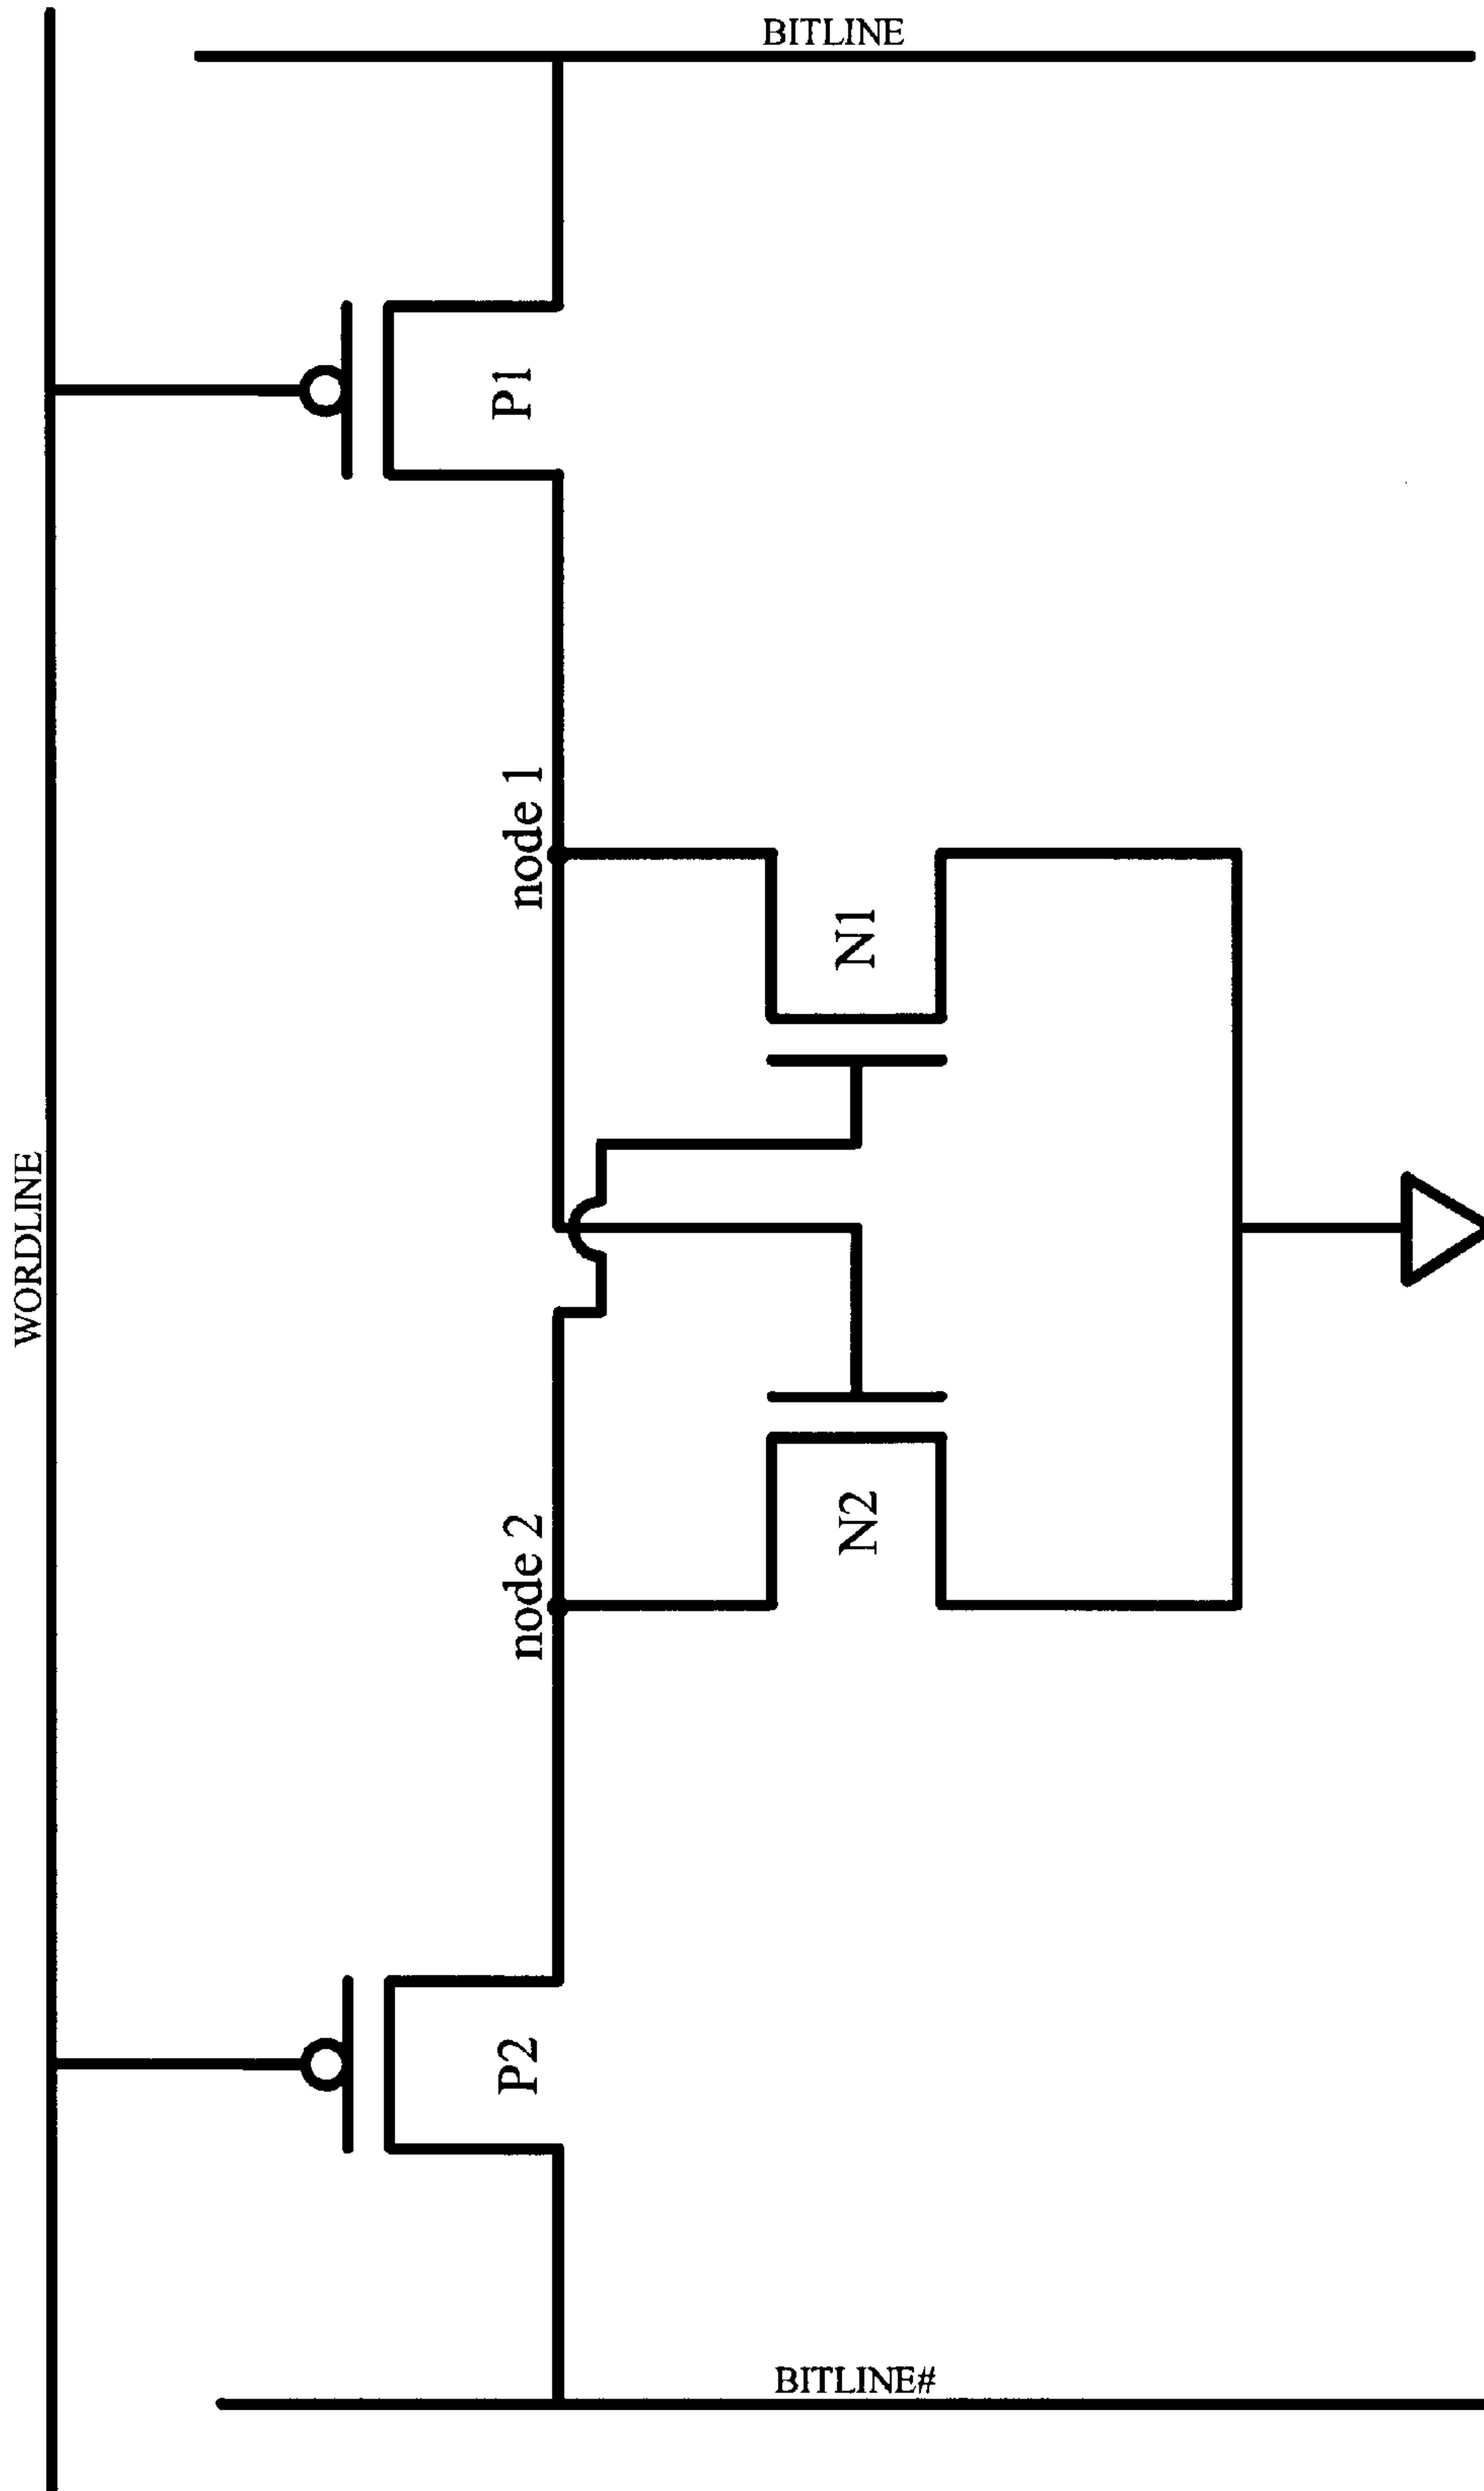 BITLINE
P1
node 1
N1
WORDLINE
node 2
N2
P2
BITLINE#